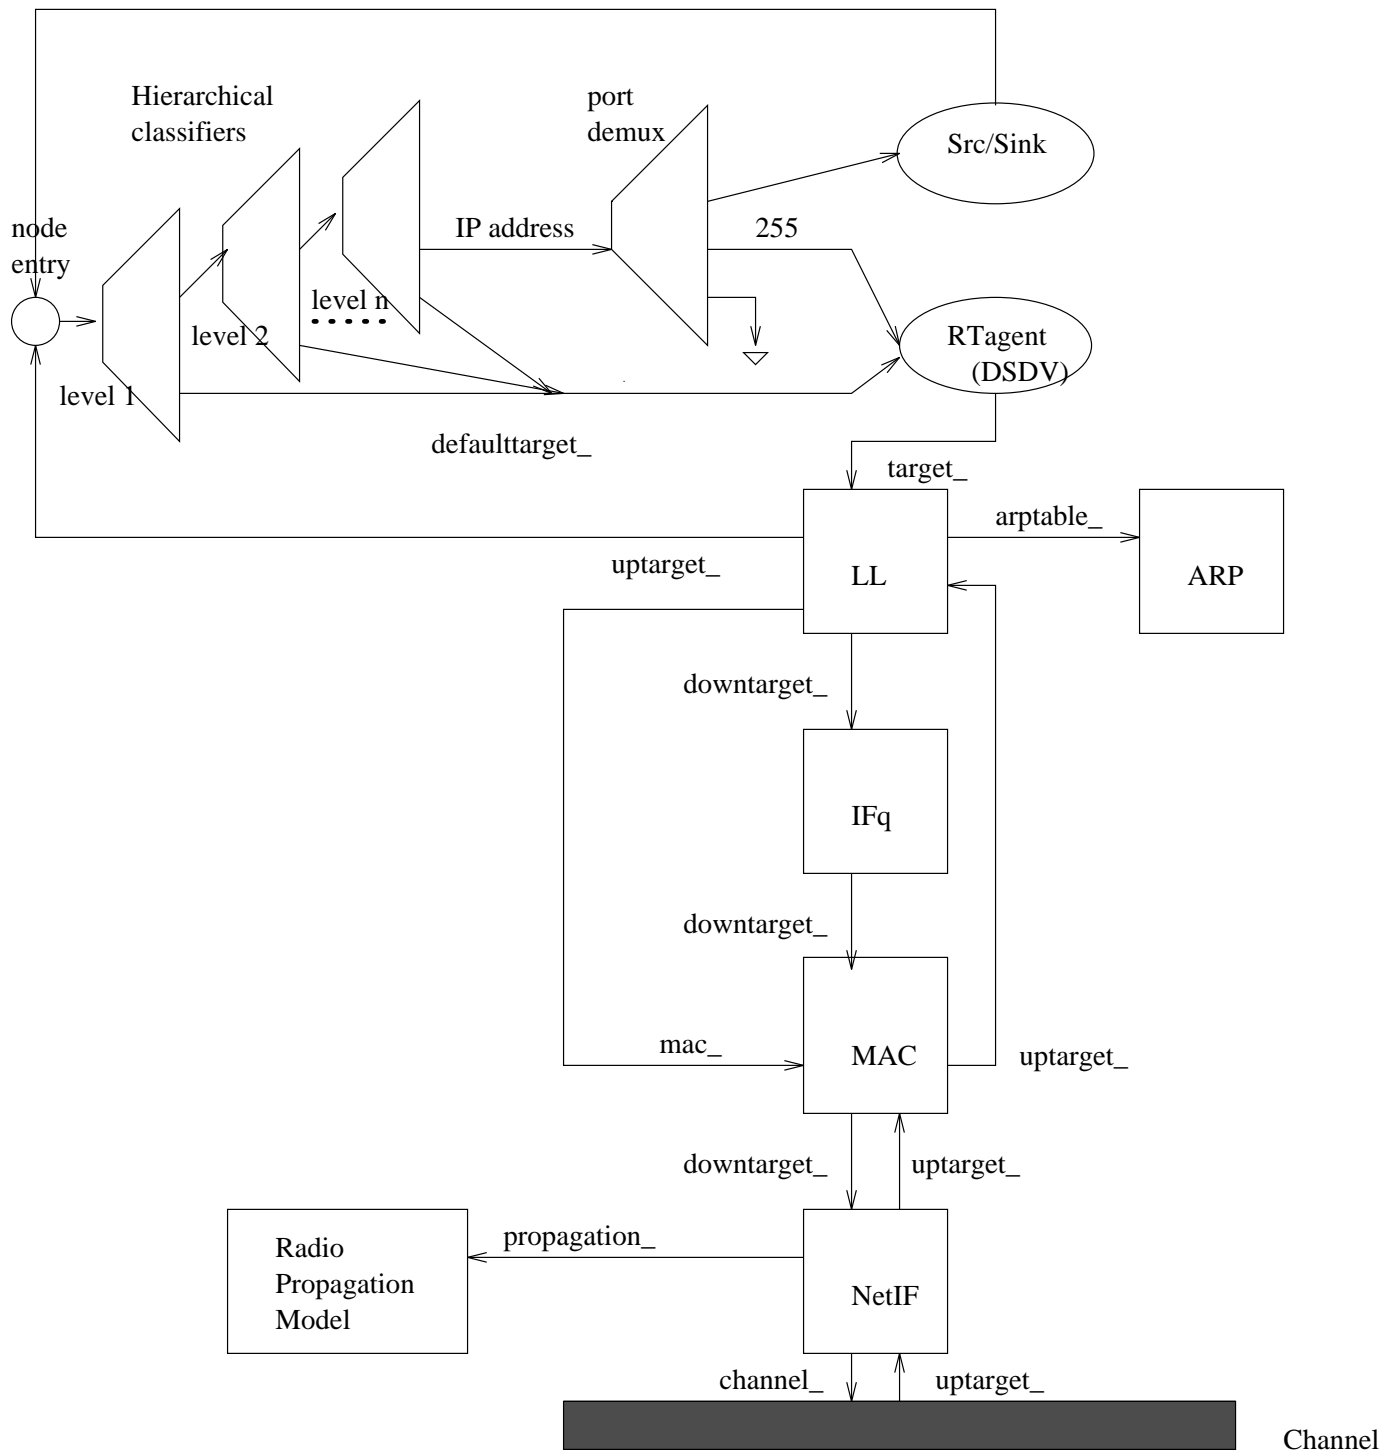 Hierarchical
classifiers
port
demux
Src/Sink
node
entry
IP address
255
level n
level 2
level 1
RTagent
(DSDV)
defaulttarget_
target_
arptable_
uptarget_
LL
ARP
downtarget_
IFq
downtarget_
mac_
MAC
uptarget_
downtarget_
uptarget_
Radio
Propagation
Model
propagation_
NetIF
channel_
uptarget_
Channel